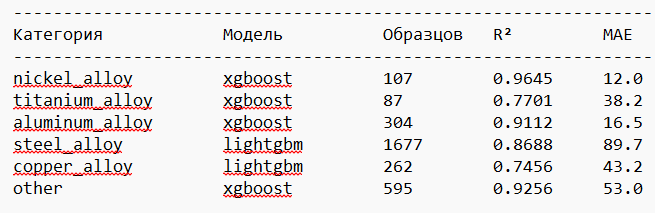 Категория Модель Образцов R² MAE
nickel_alloy xgboost 107 0.9645 12.0
titanium_alloy xgboost 87 0.7701 38.2
aluminum_alloy xgboost 304 0.9112 16.5
steel_alloy lightgbm 1677 0.8688 89.7
copper_alloy lightgbm 262 0.7456 43.2
other xgboost 595 0.9256 53.0